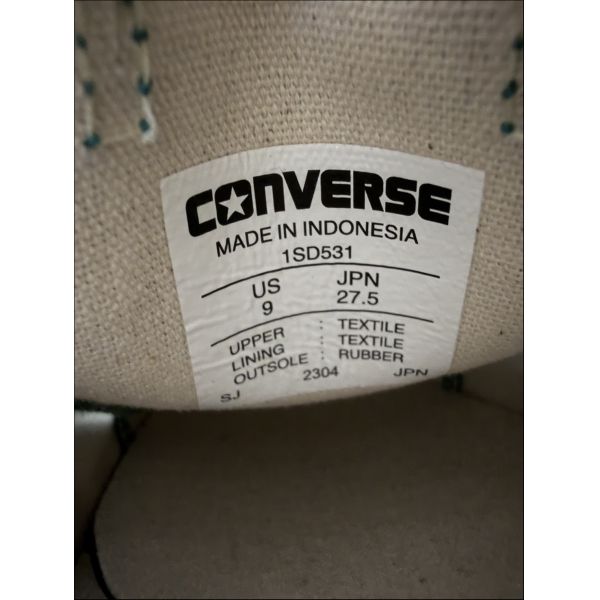 CONVERSE
MADE IN INDONESIA
1SD531
US JPN
9 27.5
UPPER : TEXTILE
LINING : TEXTILE
OUTSOLE : RUBBER
SJ 2304 JPN